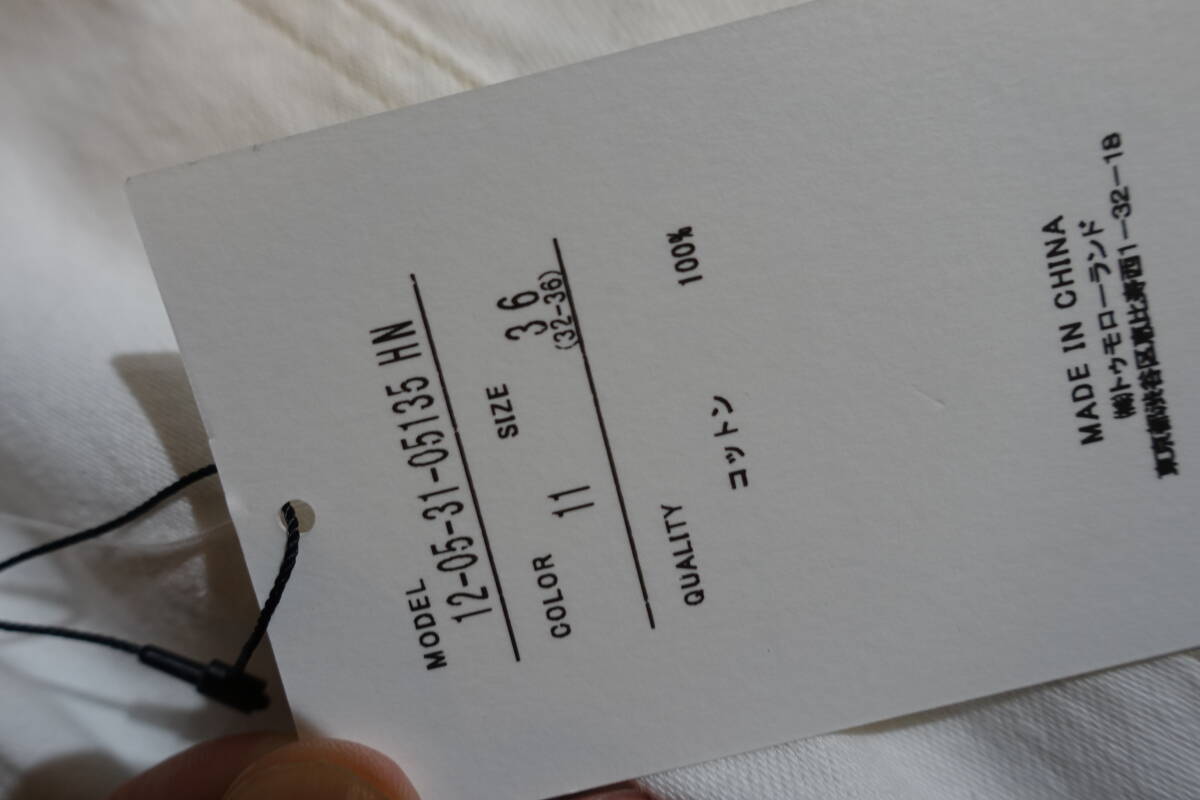 MODEL
12-05-31-05135 HN
COLOR SIZE
11 36
(32-36)
QUALITY
コットン 100%
MADE IN CHINA
㈱トゥモローランド
東京都渋谷区恵比寿西1-32-18